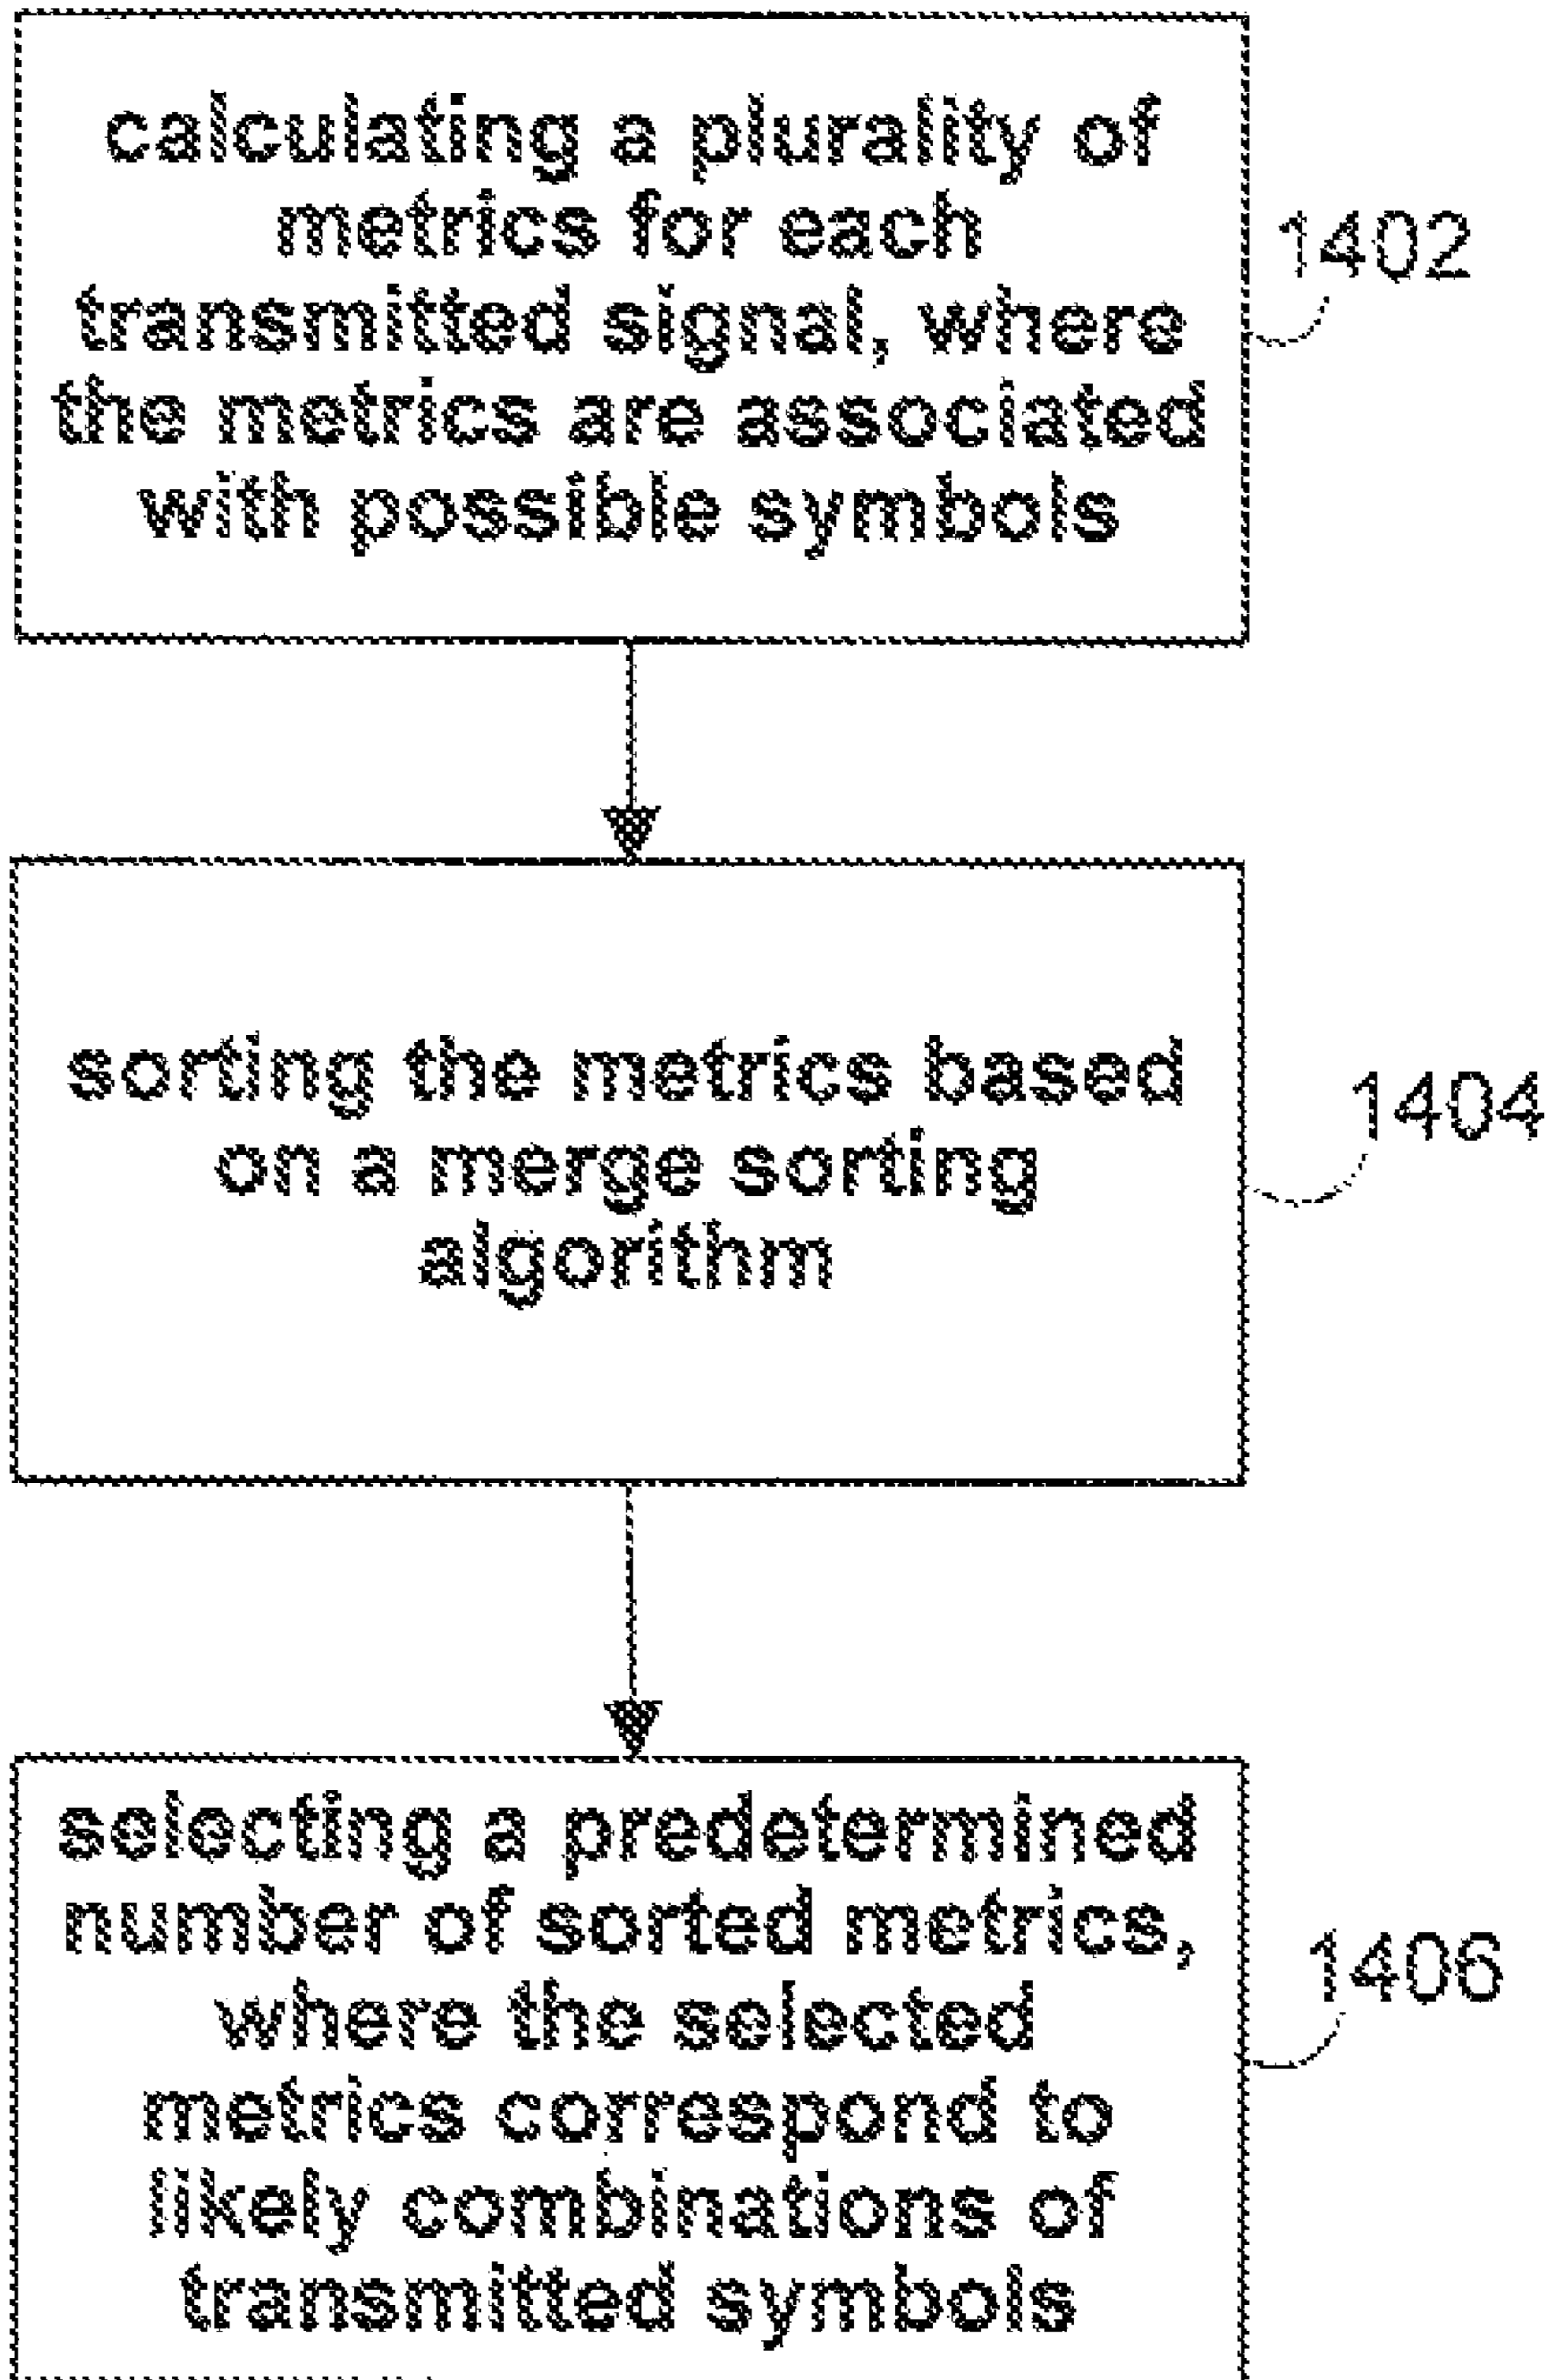 calculating a plurality of
metrics for each
transmitted signal, where
the metrics are associated
with possible symbols
1402
sorting the metrics based
on a merge sorting
algorithm
1404
selecting a predetermined
number of sorted metrics,
where the selected
metrics correspond to
likely combinations of
transmitted symbols
1406